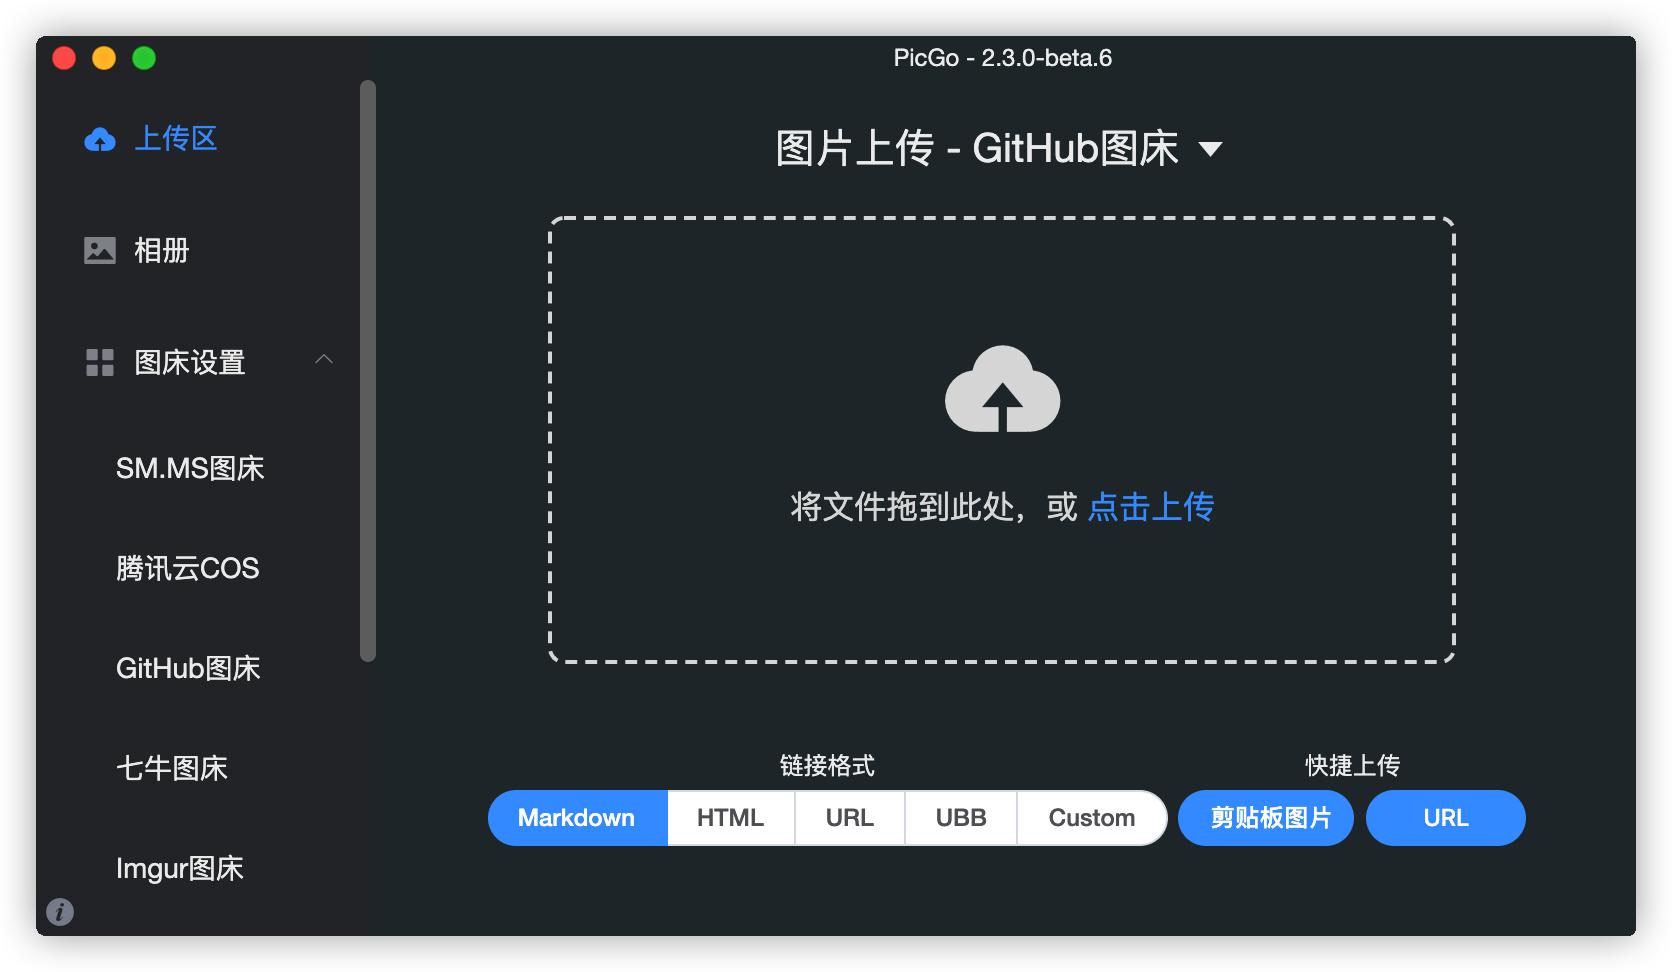 PicGo - 2.3.0-beta.6
上传区
相册
图床设置
SM.MS图床
腾讯云COS
GitHub图床
七牛图床
Imgur图床
图片上传 - GitHub图床
将文件拖到此处，或 点击上传
链接格式
Markdown HTML URL UBB Custom
快捷上传
剪贴板图片 URL